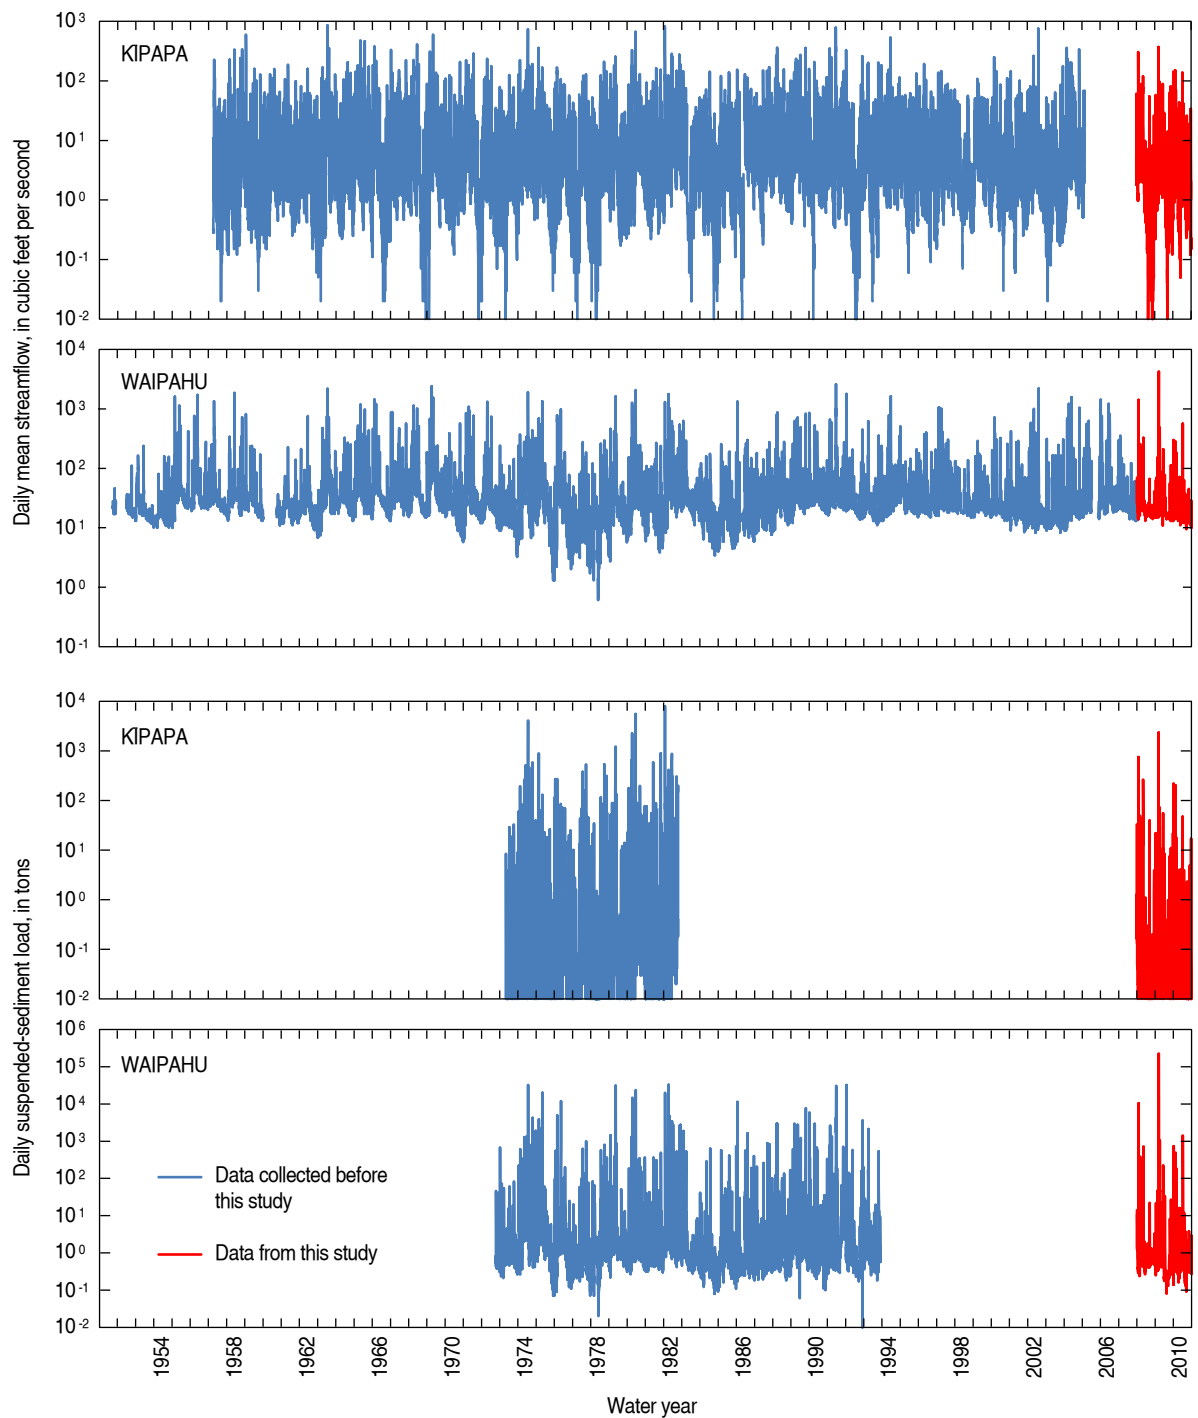 Daily mean streamflow, in cubic feet per second
10³
KĪPAPA
10²
10¹
10⁰
10⁻¹
10⁻²
10⁴
WAIPAHU
10³
10²
10¹
10⁰
10⁻¹
Daily suspended-sediment load, in tons
10⁴
KĪPAPA
10³
10²
10¹
10⁰
10⁻¹
10⁻²
10⁶
WAIPAHU
10⁵
10⁴
10³
10²
10¹
10⁰
10⁻¹
10⁻²
Data collected before
this study
Data from this study
1954 1958 1962 1966 1970 1974 1978 1982 1986 1990 1994 1998 2002 2006 2010
Water year